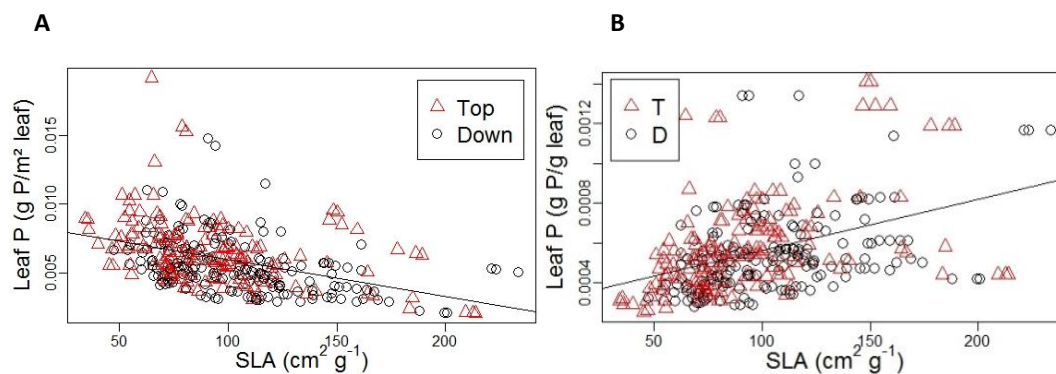 A
Leaf P (g P/m² leaf)
0.015
0.010
0.005
Top
Down
50
100
150
200
SLA (cm² g⁻¹)
B
Leaf P (g P/g leaf)
0.0012
0.0008
0.0004
T
D
50
100
150
200
SLA (cm² g⁻¹)